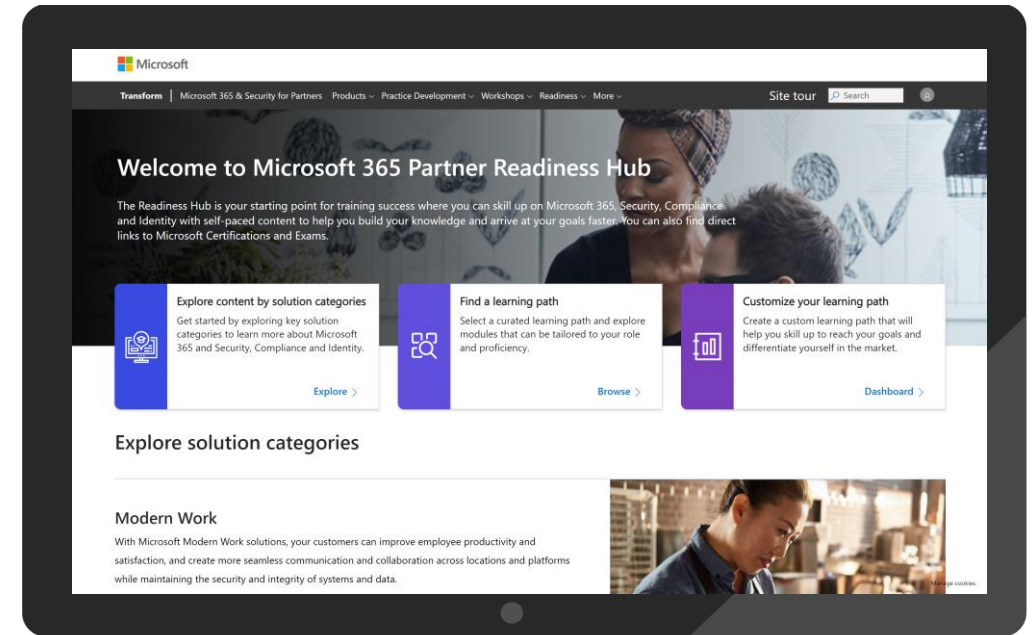 Microsoft
Transform | Microsoft 365 & Security for Partners Products Practice Development Workshops Readiness More Site tour Search
Welcome to Microsoft 365 Partner Readiness Hub
The Readiness Hub is your starting point for training success where you can skill up on Microsoft 365, Security, Compliance
and Identity with self-paced content to help you build your knowledge and arrive at your goals faster. You can also find direct
links to Microsoft Certifications and Exams.
Explore content by solution categories
Get started by exploring key solution
categories to learn more about Microsoft
365 and Security, Compliance and Identity.
Explore >
Find a learning path
Select a curated learning path and explore
modules that can be tailored to your role
and proficiency.
Browse >
Customize your learning path
Create a custom learning path that will
help you skill up to reach your goals and
differentiate yourself in the market.
Dashboard >
Explore solution categories
Modern Work
With Microsoft Modern Work solutions, your customers can improve employee productivity and
satisfaction, and create more seamless communication and collaboration across locations and platforms
while maintaining the security and integrity of systems and data.
Manage cookies